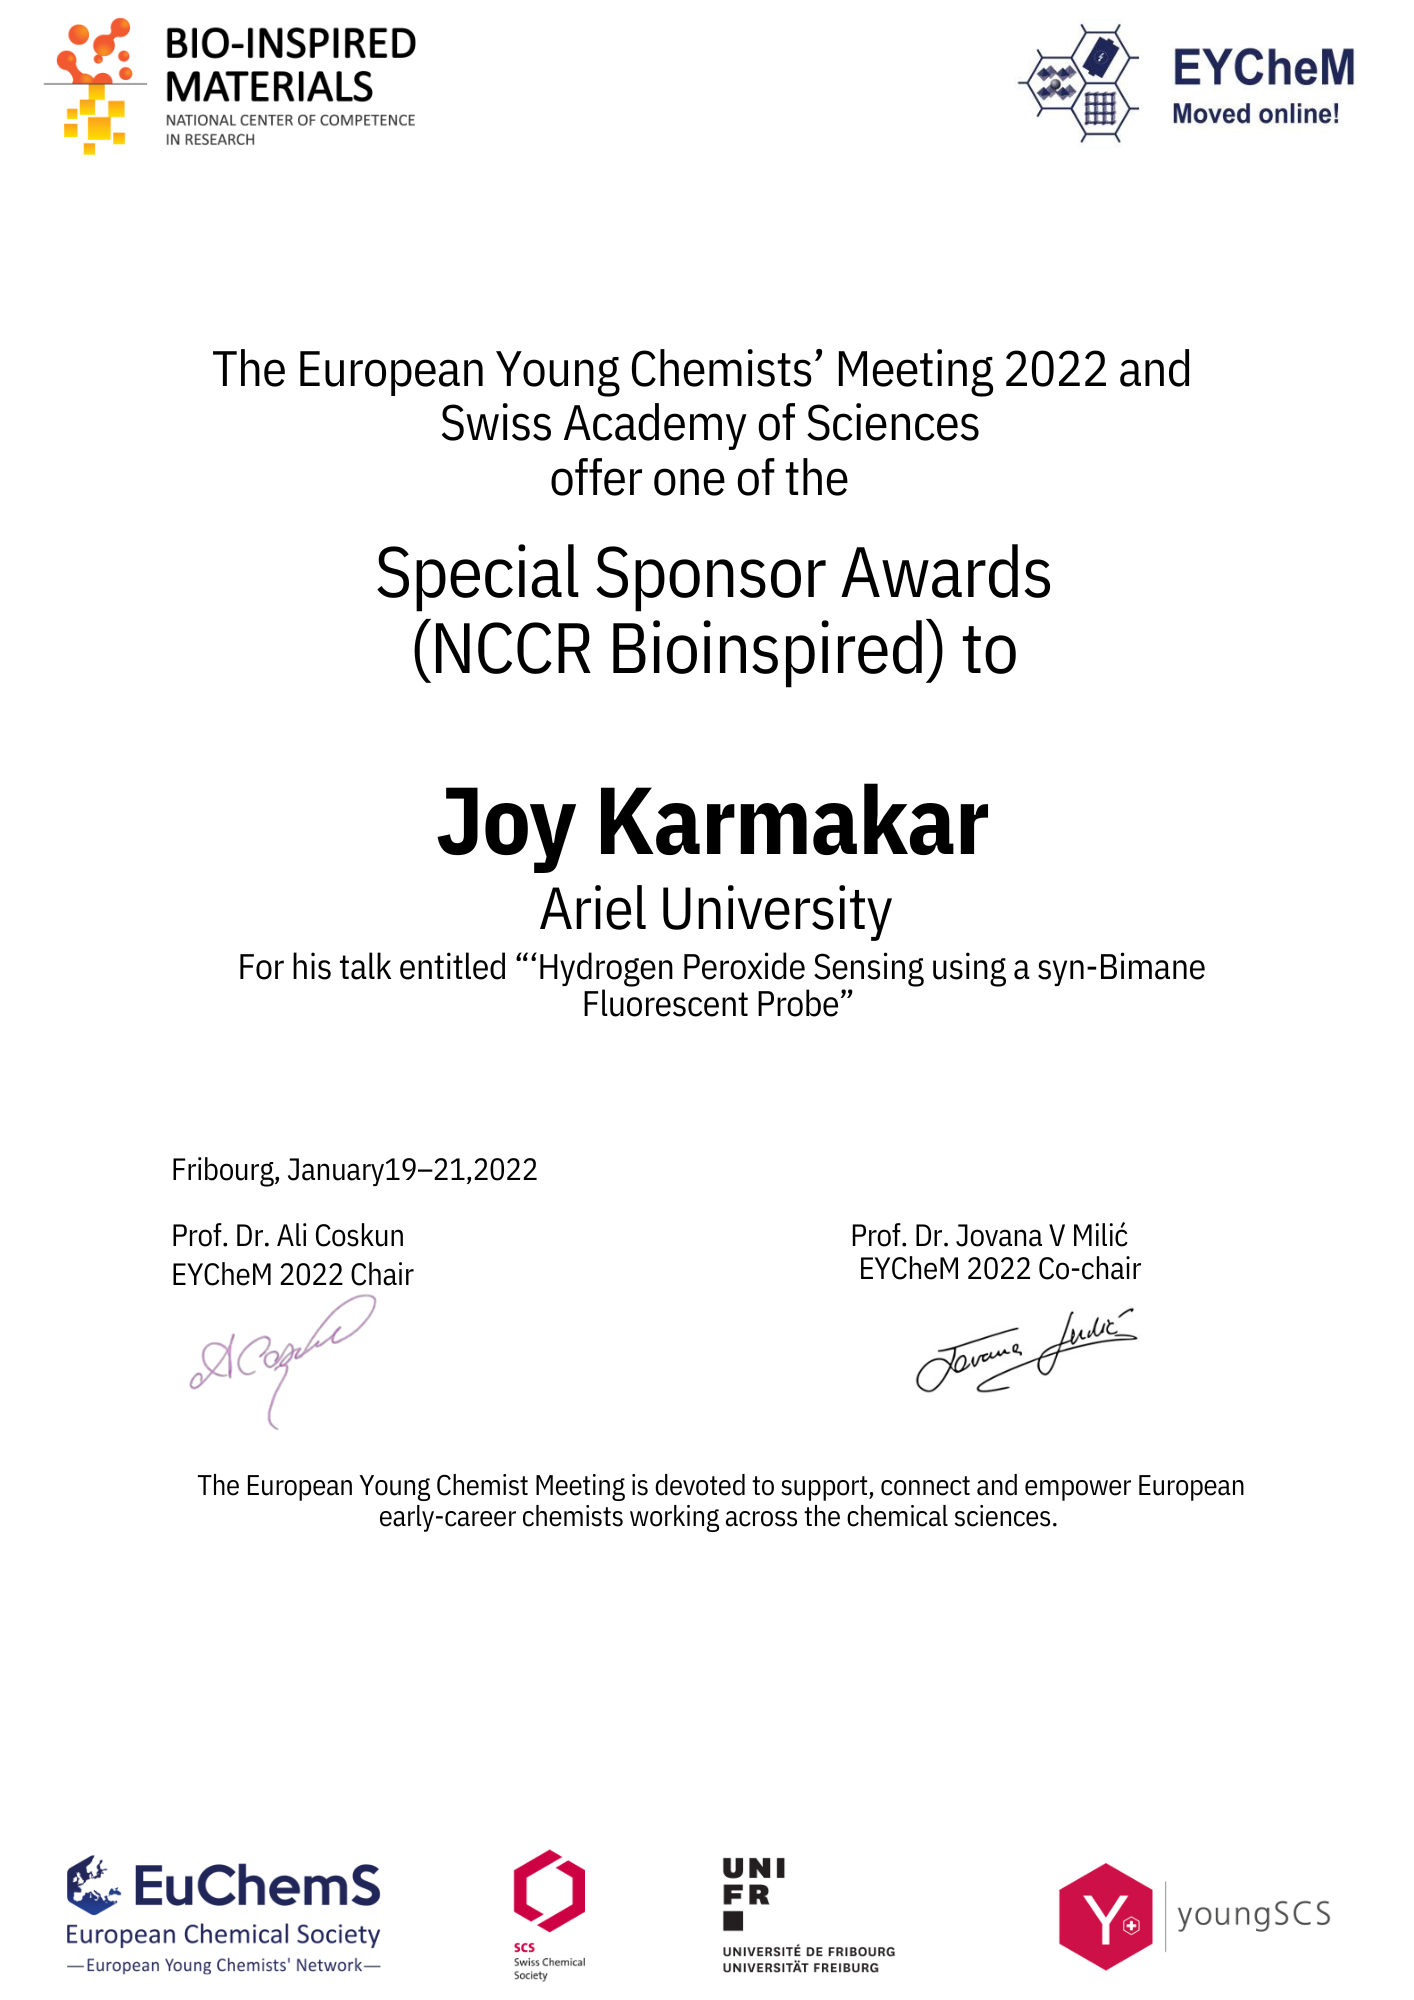 BIO-INSPIRED
MATERIALS
NATIONAL CENTER OF COMPETENCE
IN RESEARCH
EYCheM
Moved online!
The European Young Chemists’ Meeting 2022 and
Swiss Academy of Sciences
offer one of the
Special Sponsor Awards
(NCCR Bioinspired) to
Joy Karmakar
Ariel University
For his talk entitled “‘Hydrogen Peroxide Sensing using a syn-Bimane
Fluorescent Probe”
Fribourg, January19–21,2022
Prof. Dr. Ali Coskun
EYCheM 2022 Chair
Prof. Dr. Jovana V Milić
EYCheM 2022 Co-chair
A Coskun
Jovana Milić
The European Young Chemist Meeting is devoted to support, connect and empower European
early-career chemists working across the chemical sciences.
EuChemS
European Chemical Society
—European Young Chemists' Network—
SCS
Swiss Chemical
Society
UNI
FR
UNIVERSITÉ DE FRIBOURG
UNIVERSITÄT FREIBURG
Y
youngSCS